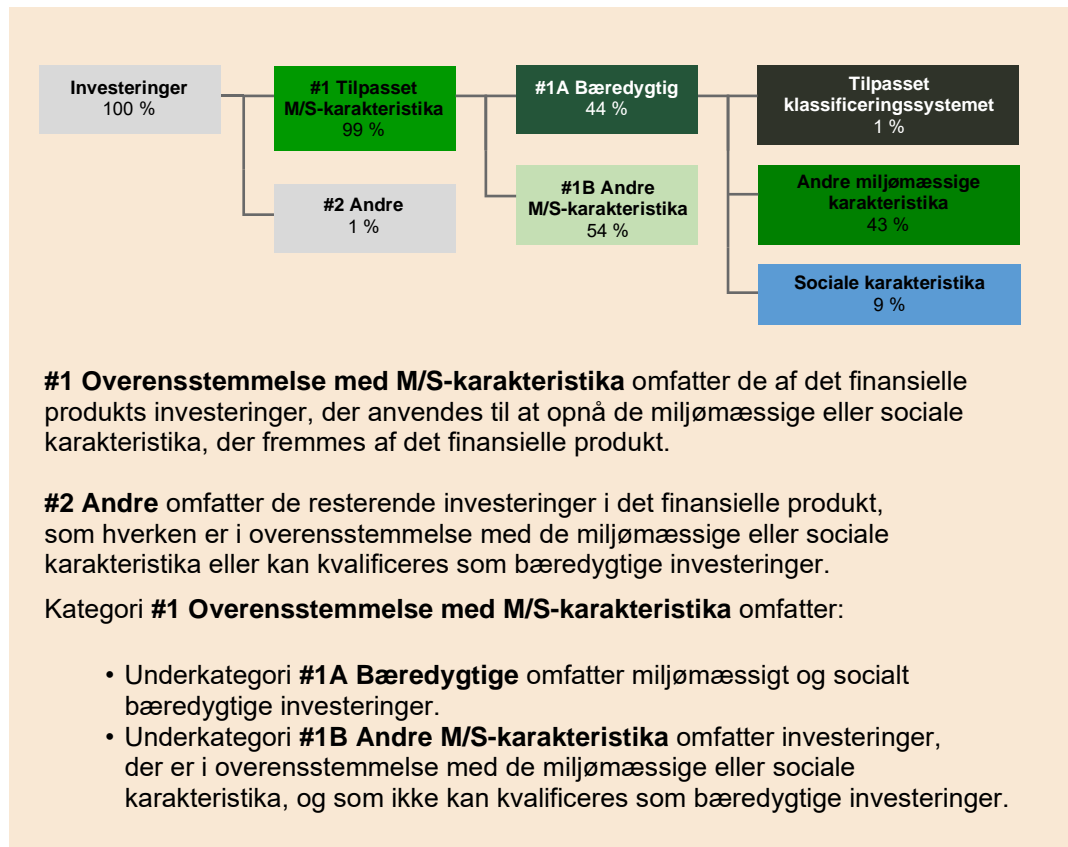 Investeringer
100 %
#1 Tilpasset
M/S-karakteristika
99 %
#2 Andre
1 %
#1A Bæredygtig
44 %
#1B Andre
M/S-karakteristika
54 %
Tilpasset
klassificeringssystemet
1 %
Andre miljømæssige
karakteristika
43 %
Sociale karakteristika
9 %
#1 Overensstemmelse med M/S-karakteristika omfatter de af det finansielle
produkts investeringer, der anvendes til at opnå de miljømæssige eller sociale
karakteristika, der fremmes af det finansielle produkt.
#2 Andre omfatter de resterende investeringer i det finansielle produkt,
som hverken er i overensstemmelse med de miljømæssige eller sociale
karakteristika eller kan kvalificeres som bæredygtige investeringer.
Kategori #1 Overensstemmelse med M/S-karakteristika omfatter:
• Underkategori #1A Bæredygtige omfatter miljømæssigt og socialt
bæredygtige investeringer.
• Underkategori #1B Andre M/S-karakteristika omfatter investeringer,
der er i overensstemmelse med de miljømæssige eller sociale
karakteristika, og som ikke kan kvalificeres som bæredygtige investeringer.